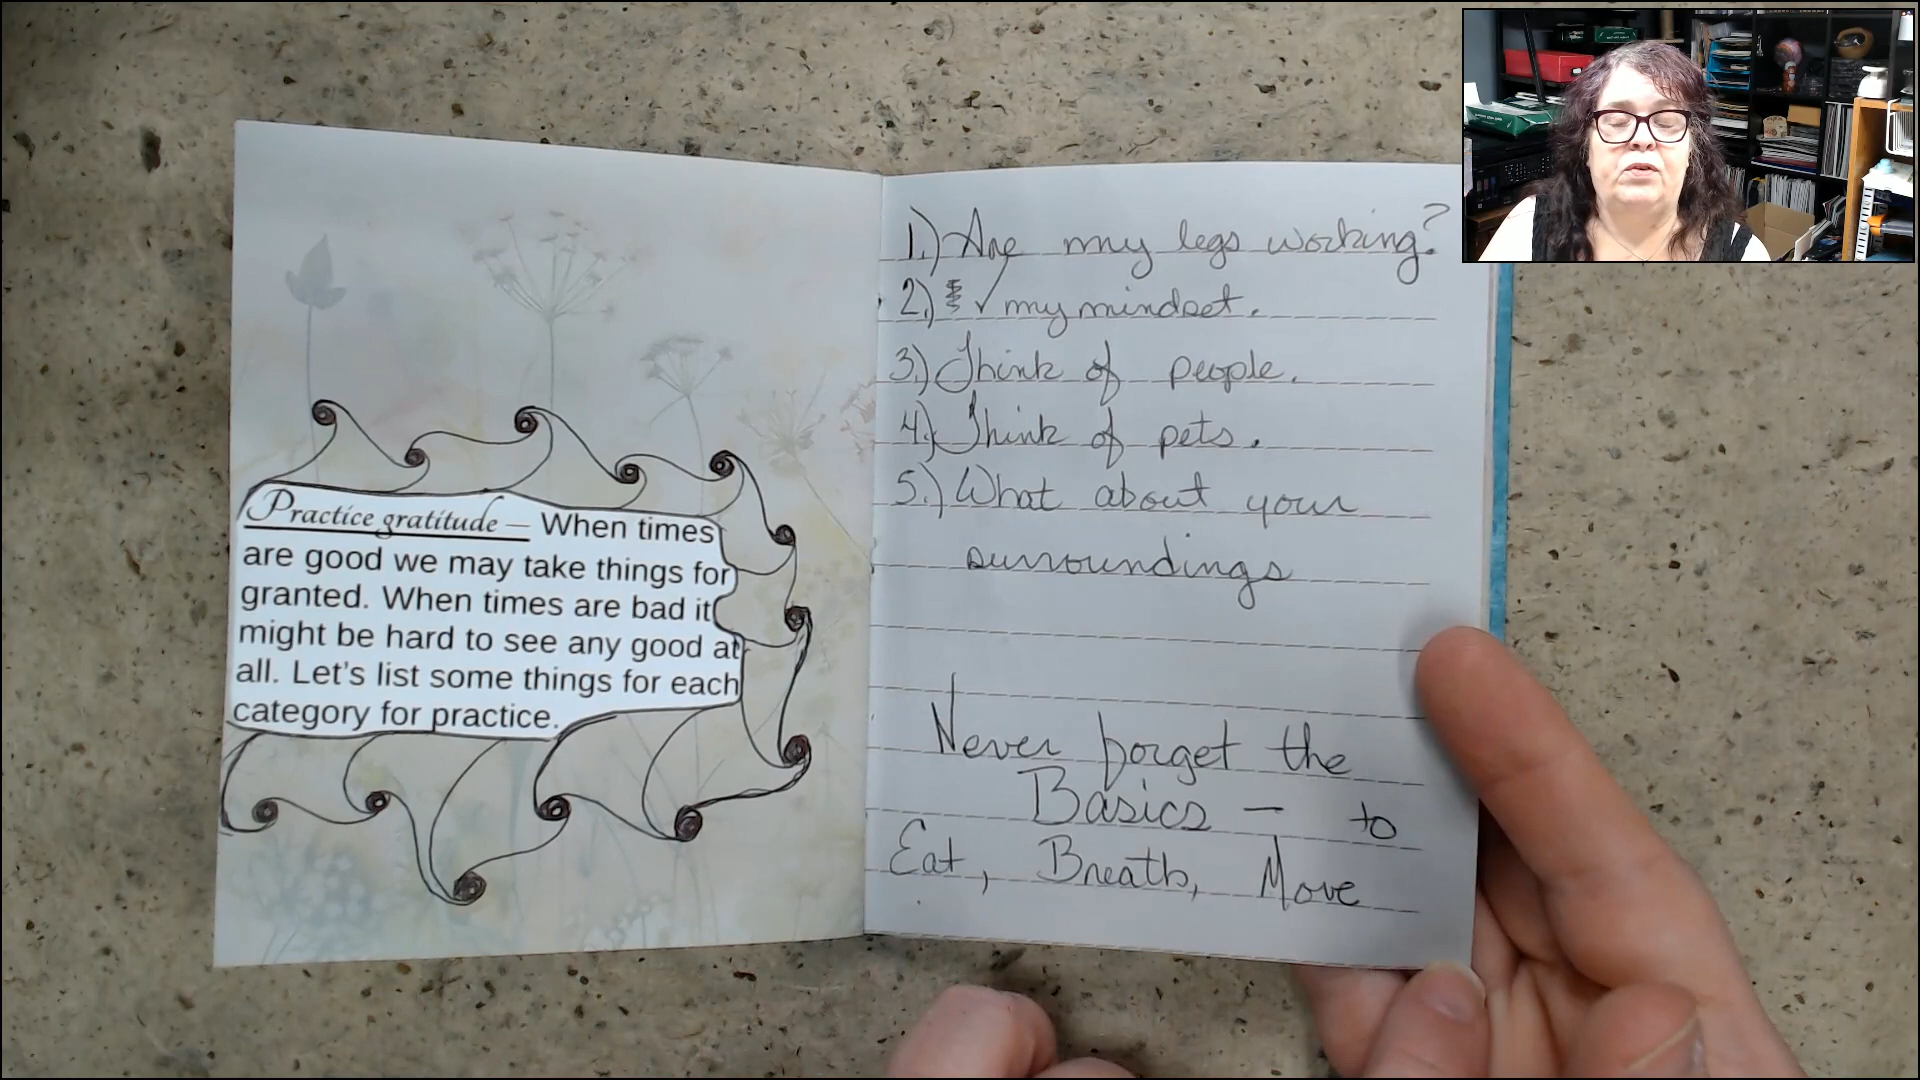 Practice gratitude — When times
are good we may take things for
granted. When times are bad it
might be hard to see any good at
all. Let's list some things for each
category for practice.
1.) Are my legs working?
2.) ✓ my mindset.
3.) Think of people.
4.) Think of pets.
5.) What about your
surroundings
Never forget the
Basics — to
Eat, Breath, Move